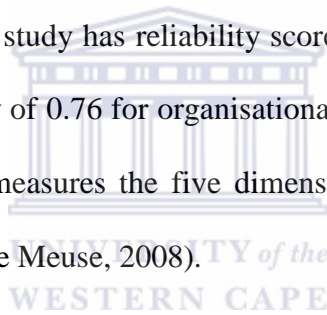 study has reliability score
of 0.76 for organisational
measures the five dimens
e Meuse, 2008).
UNIVERSITY of the
WESTERN CAPE